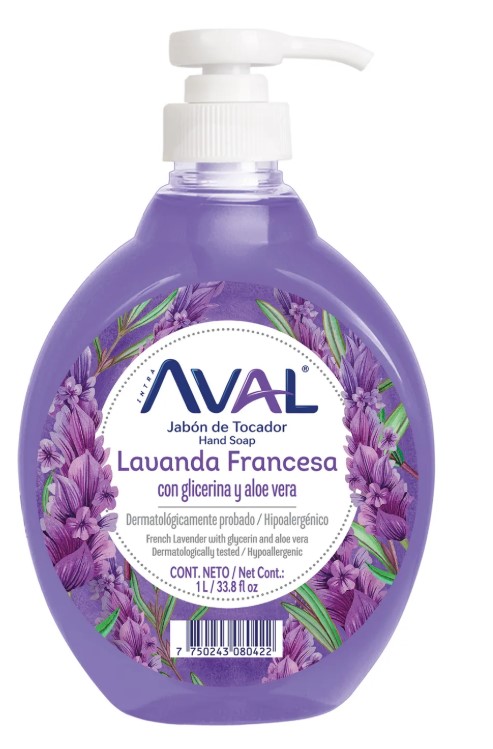 INTRA
AVAL®
Jabón de Tocador
Hand Soap
Lavanda Francesa
con glicerina y aloe vera
Dermatológicamente probado / Hipoalergénico
French Lavender with glycerin and aloe vera
Dermatologically tested / Hypoallergenic
CONT. NETO / Net Cont.:
1 L / 33.8 fl oz
7 750243 080422